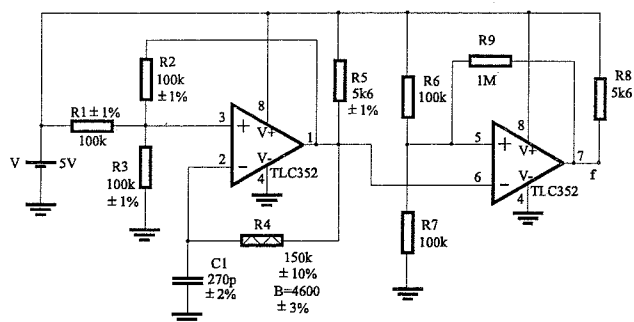 R2
100k
± 1%
R1 ± 1%
100k
R3
100k
± 1%
V
5V
3
+
2
−
8
V+
V-
4
1
TLC352
R4
150k
± 10%
B=4600
± 3%
C1
270p
± 2%
R5
5k6
± 1%
R6
100k
R7
100k
R9
1M
5
+
6
−
8
V+
V-
4
7
TLC352
R8
5k6
f